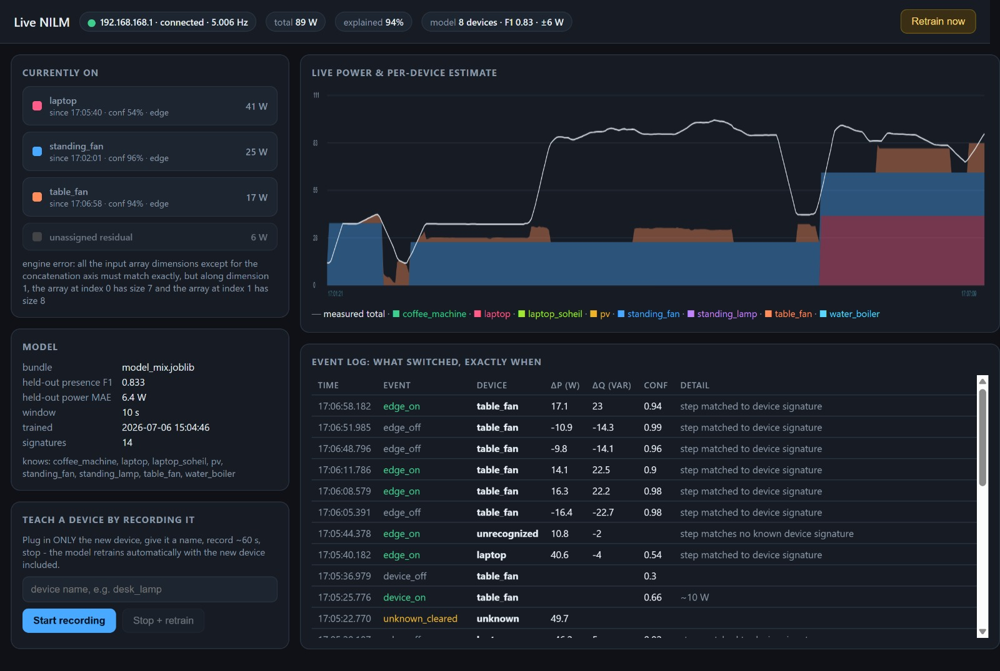 Live NILM
192.168.168.1 · connected · 5.006 Hz
total 89 W
explained 94%
model 8 devices · F1 0.83 · ±6 W
Retrain now
CURRENTLY ON
laptop
since 17:05:40 · conf 54% · edge
41 W
standing_fan
since 17:02:01 · conf 96% · edge
25 W
table_fan
since 17:06:58 · conf 94% · edge
17 W
unassigned residual
6 W
engine error: all the input array dimensions except for the
concatenation axis must match exactly, but along dimension
1, the array at index 0 has size 7 and the array at index 1 has
size 8
MODEL
bundle model_mix.joblib
held-out presence F1 0.833
held-out power MAE 6.4 W
window 10 s
trained 2026-07-06 15:04:46
signatures 14
knows: coffee_machine, laptop, laptop_soheil, pv,
standing_fan, standing_lamp, table_fan, water_boiler
TEACH A DEVICE BY RECORDING IT
Plug in ONLY the new device, give it a name, record ~60 s,
stop - the model retrains automatically with the new device
included.
device name, e.g. desk_lamp
Start recording
Stop + retrain
LIVE POWER & PER-DEVICE ESTIMATE
111
83
55
28
0
17:01:21
17:07:09
— measured total · coffee_machine · laptop · laptop_soheil · pv · standing_fan · standing_lamp · table_fan · water_boiler
EVENT LOG: WHAT SWITCHED, EXACTLY WHEN
TIME EVENT DEVICE ΔP (W) ΔQ (VAR) CONF DETAIL
17:06:58.182 edge_on table_fan 17.1 23 0.94 step matched to device signature
17:06:51.985 edge_off table_fan -10.9 -14.3 0.99 step matched to device signature
17:06:48.796 edge_off table_fan -9.8 -14.1 0.96 step matched to device signature
17:06:11.786 edge_on table_fan 14.1 22.5 0.9 step matched to device signature
17:06:08.579 edge_on table_fan 16.3 22.2 0.98 step matched to device signature
17:06:05.391 edge_off table_fan -16.4 -22.7 0.98 step matched to device signature
17:05:44.378 edge_on unrecognized 10.8 -2 step matches no known device signature
17:05:40.182 edge_on laptop 40.6 -4 0.54 step matched to device signature
17:05:36.979 device_off table_fan 0.3
17:05:25.776 device_on table_fan 0.66 ~10 W
17:05:22.770 unknown_cleared unknown 49.7